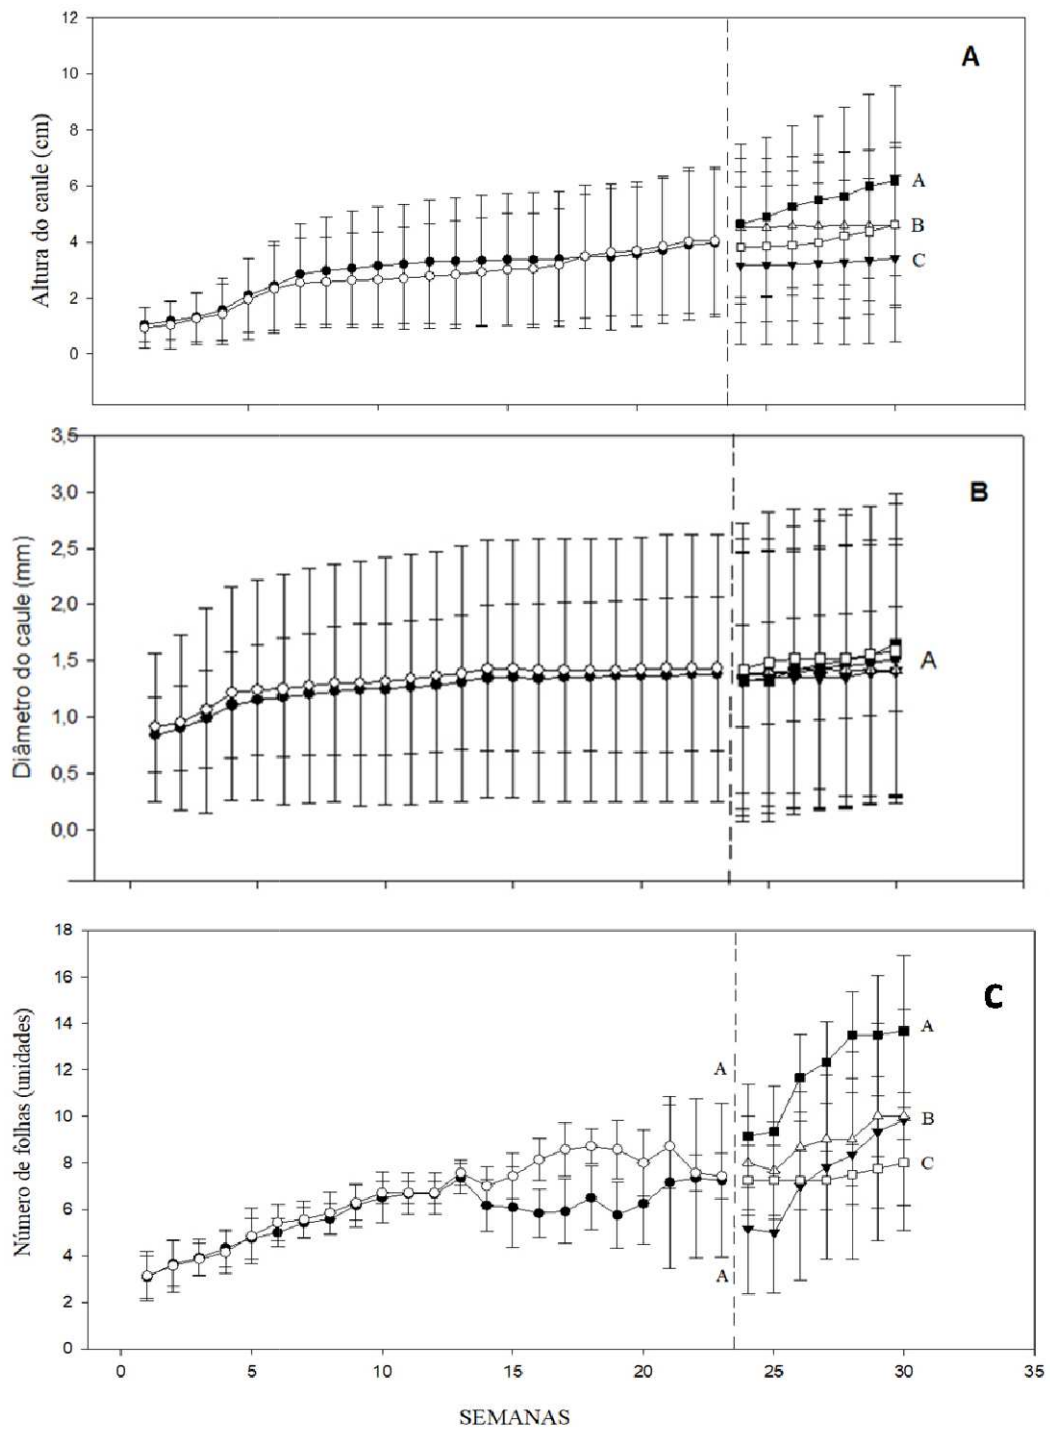 12
A
10
8
6
4
2
0
Altura do caule (cm)
A
B
C
3,5
B
3,0
2,5
2,0
1,5
1,0
0,5
0,0
Diâmetro do caule (mm)
A
18
16
C
14
12
10
8
6
4
2
0
Número de folhas (unidades)
A
A
A
B
C
0 5 10 15 20 25 30 35
SEMANAS